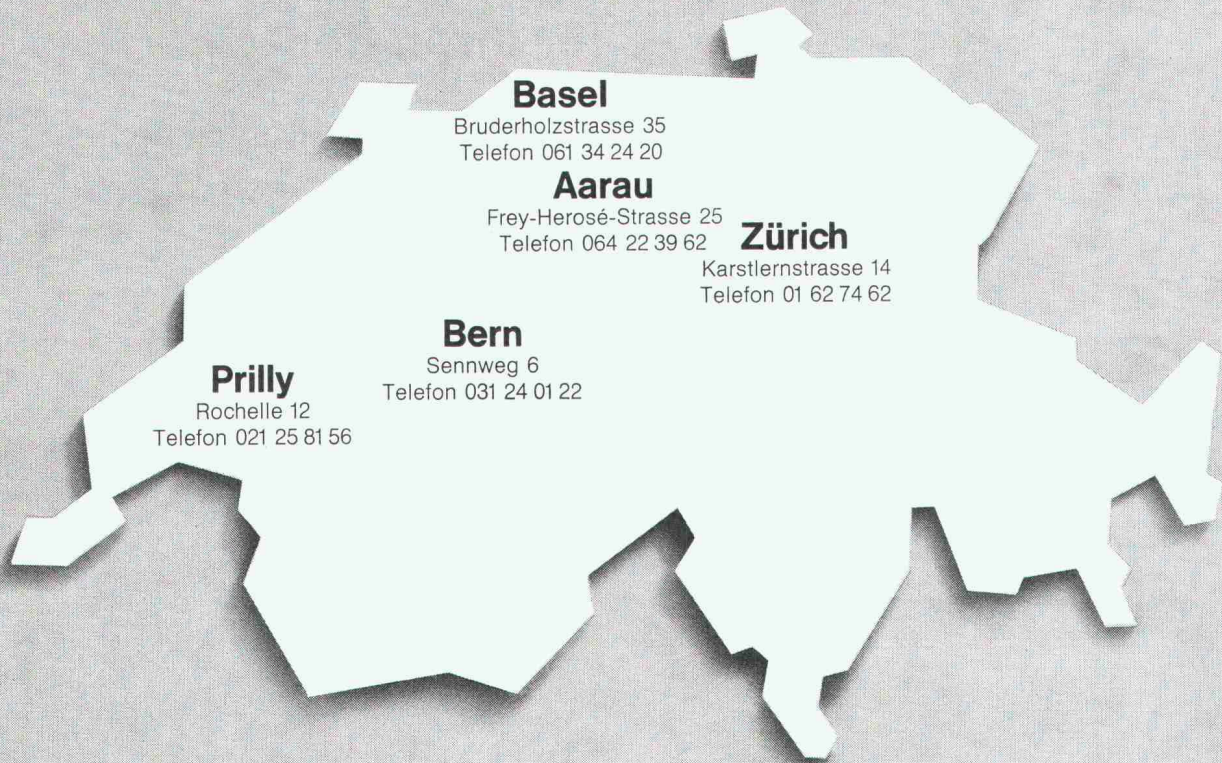 Basel
Bruderholzstrasse 35
Telefon 061 34 24 20
Aarau
Frey-Herosé-Strasse 25
Telefon 064 22 39 62
Zürich
Karstlernstrasse 14
Telefon 01 62 74 62
Bern
Sennweg 6
Telefon 031 24 01 22
Prilly
Rochelle 12
Telefon 021 25 81 56